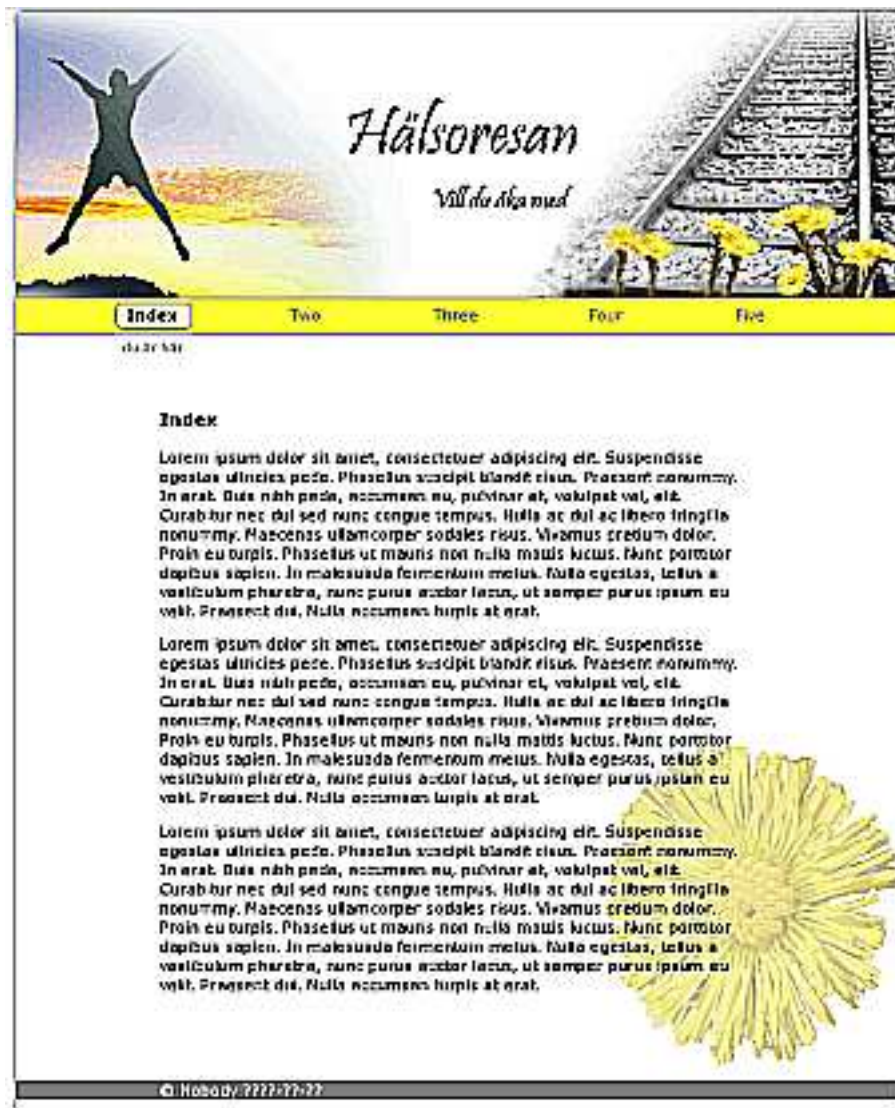 Hälsoresan
Vill du åka med
Index Two Three Four Five
du är här
Index
Lorem ipsum dolor sit amet, consectetuer adipiscing elit. Suspendisse
egestas ultricies pede. Phasellus suscipit blandit risus. Praesent nonummy.
In erat. Duis nibh pede, accumsan eu, pulvinar et, volutpat vel, elit.
Curabitur nec dui sed nunc congue tempus. Nulla ac dui ac libero fringilla
nonummy. Maecenas ullamcorper sodales risus. Vivamus pretium dolor.
Proin eu turpis. Phasellus ut mauris non nulla mattis luctus. Nunc porttitor
dapibus sapien. In malesuada fermentum metus. Nulla egestas, tellus a
vestibulum pharetra, nunc purus auctor lacus, ut semper purus ipsum eu
velit. Praesent dui. Nulla accumsan turpis at erat.
Lorem ipsum dolor sit amet, consectetuer adipiscing elit. Suspendisse
egestas ultricies pede. Phasellus suscipit blandit risus. Praesent nonummy.
In erat. Duis nibh pede, accumsan eu, pulvinar et, volutpat vel, elit.
Curabitur nec dui sed nunc congue tempus. Nulla ac dui ac libero fringilla
nonummy. Maecenas ullamcorper sodales risus. Vivamus pretium dolor.
Proin eu turpis. Phasellus ut mauris non nulla mattis luctus. Nunc porttitor
dapibus sapien. In malesuada fermentum metus. Nulla egestas, tellus a
vestibulum pharetra, nunc purus auctor lacus, ut semper purus ipsum eu
velit. Praesent dui. Nulla accumsan turpis at erat.
Lorem ipsum dolor sit amet, consectetuer adipiscing elit. Suspendisse
egestas ultricies pede. Phasellus suscipit blandit risus. Praesent nonummy.
In erat. Duis nibh pede, accumsan eu, pulvinar et, volutpat vel, elit.
Curabitur nec dui sed nunc congue tempus. Nulla ac dui ac libero fringilla
nonummy. Maecenas ullamcorper sodales risus. Vivamus pretium dolor.
Proin eu turpis. Phasellus ut mauris non nulla mattis luctus. Nunc porttitor
dapibus sapien. In malesuada fermentum metus. Nulla egestas, tellus a
vestibulum pharetra, nunc purus auctor lacus, ut semper purus ipsum eu
velit. Praesent dui. Nulla accumsan turpis at erat.
© Nobody ????-??-??